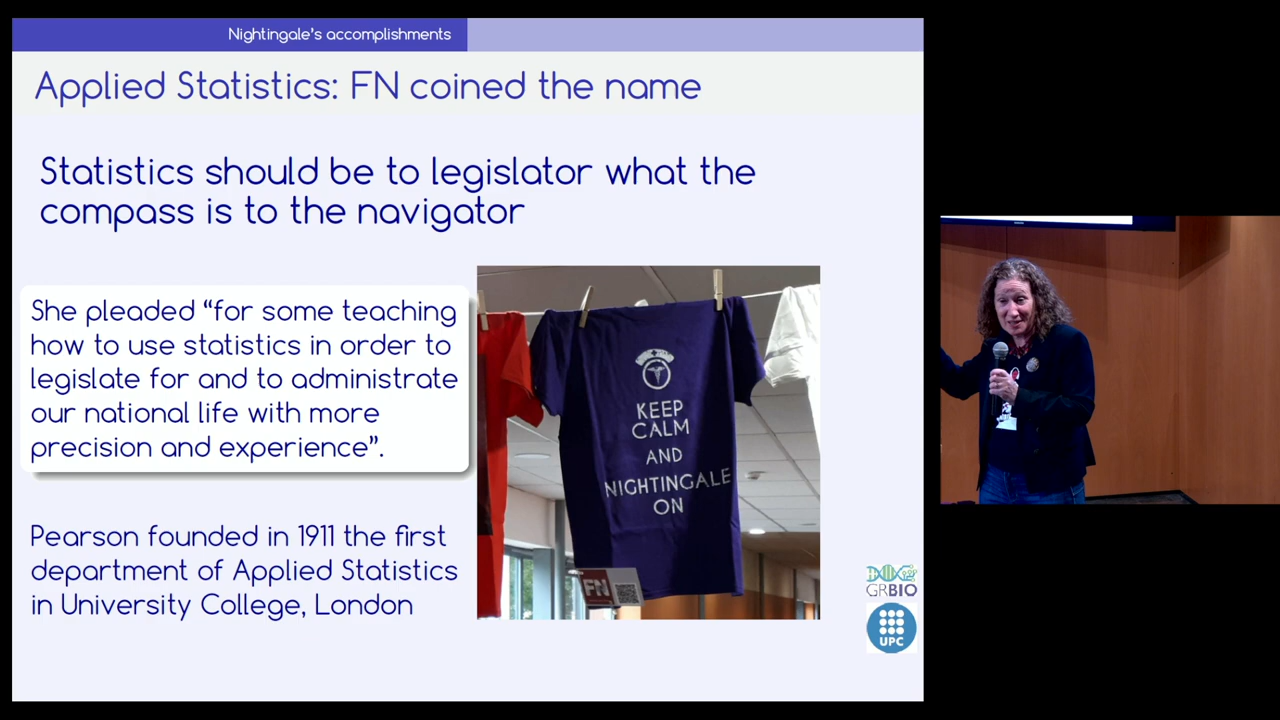 Nightingale's accomplishments
Applied Statistics: FN coined the name
Statistics should be to legislator what the
compass is to the navigator
She pleaded “for some teaching
how to use statistics in order to
legislate for and to administrate
our national life with more
precision and experience”.
KEEP
CALM
AND
NIGHTINGALE
ON
FN
Pearson founded in 1911 the first
department of Applied Statistics
in University College, London
GRBIO
UPC